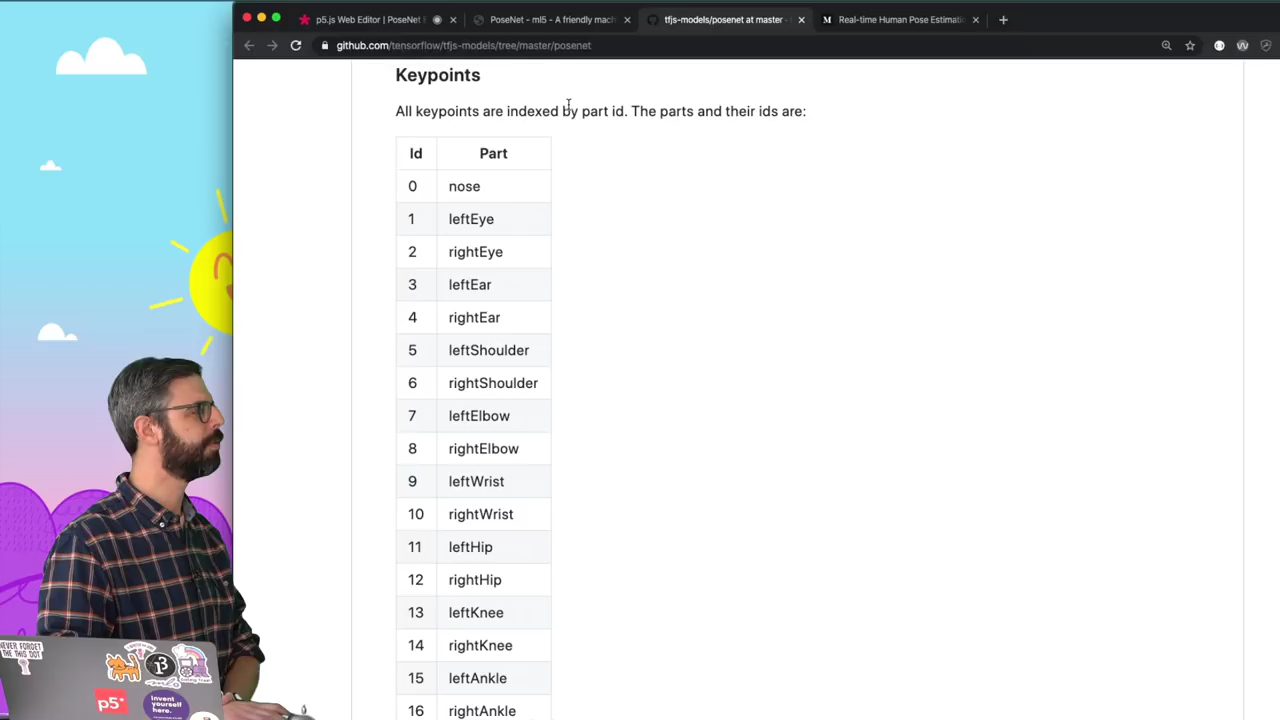 p5.js Web Editor | PoseNet
PoseNet - ml5 - A friendly mach
tfjs-models/posenet at master ·
Real-time Human Pose Estimati
github.com/tensorflow/tfjs-models/tree/master/posenet
Keypoints
All keypoints are indexed by part id. The parts and their ids are:
Id Part
0 nose
1 leftEye
2 rightEye
3 leftEar
4 rightEar
5 leftShoulder
6 rightShoulder
7 leftElbow
8 rightElbow
9 leftWrist
10 rightWrist
11 leftHip
12 rightHip
13 leftKnee
14 rightKnee
15 leftAnkle
16 rightAnkle
NEVER FORGET
THE THIS DOT
p5*
Invent
yourself
here.